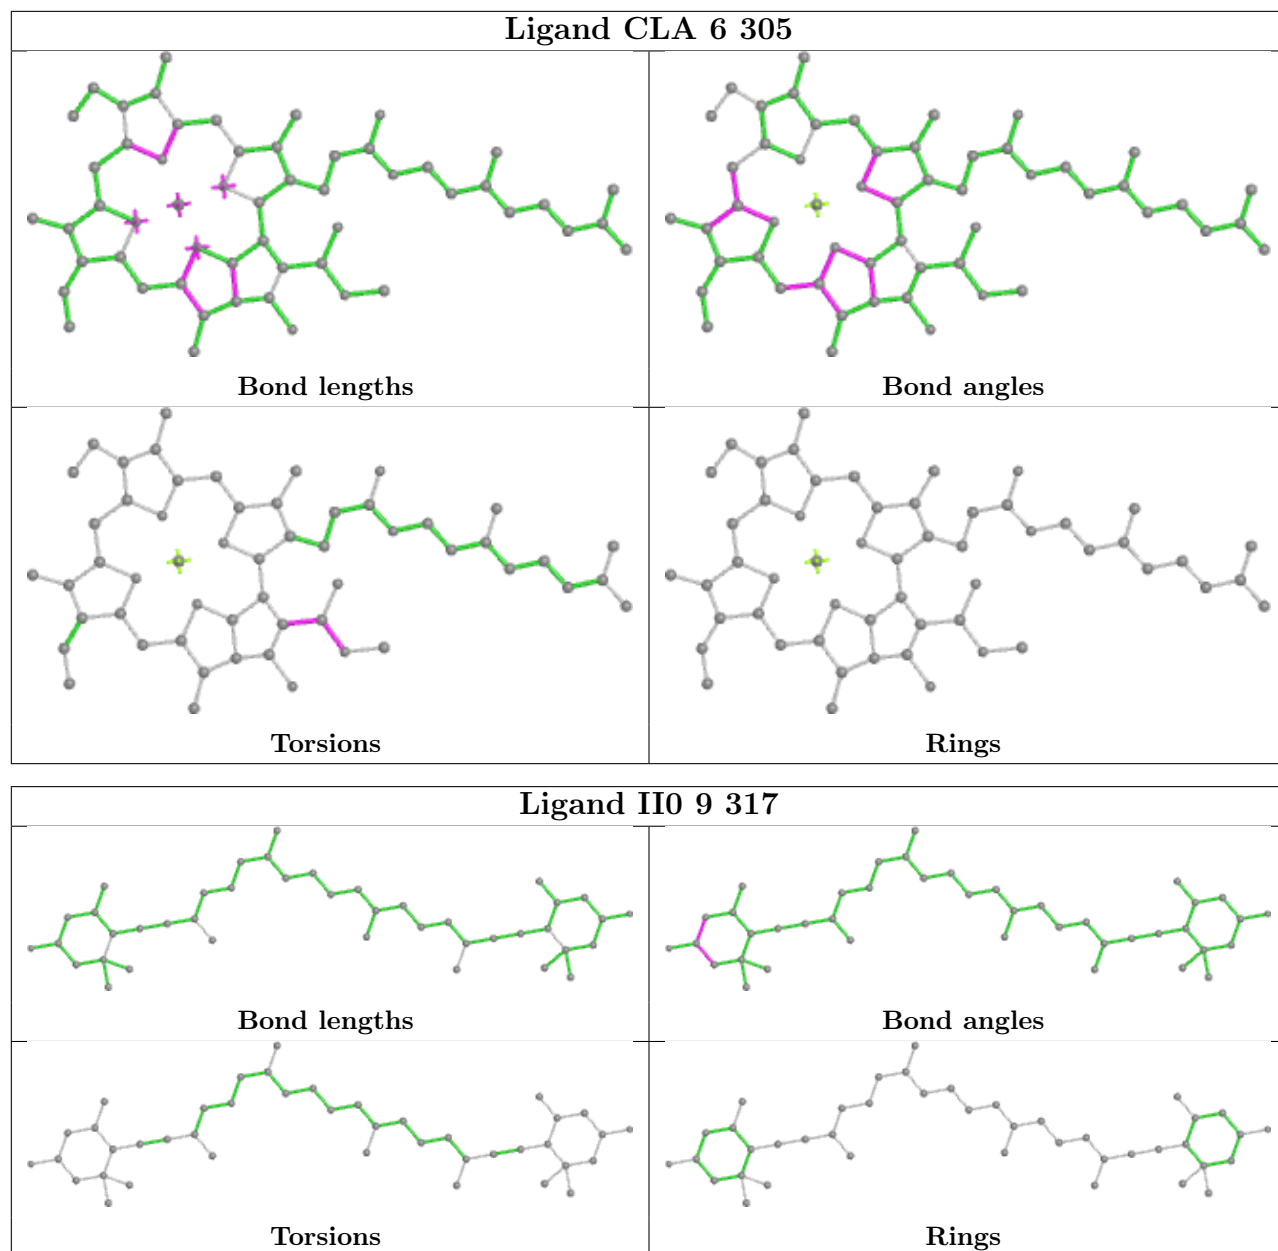 Ligand CLA 6 305
Bond lengths
Bond angles
Torsions
Rings
Ligand II0 9 317
Bond lengths
Bond angles
Torsions
Rings